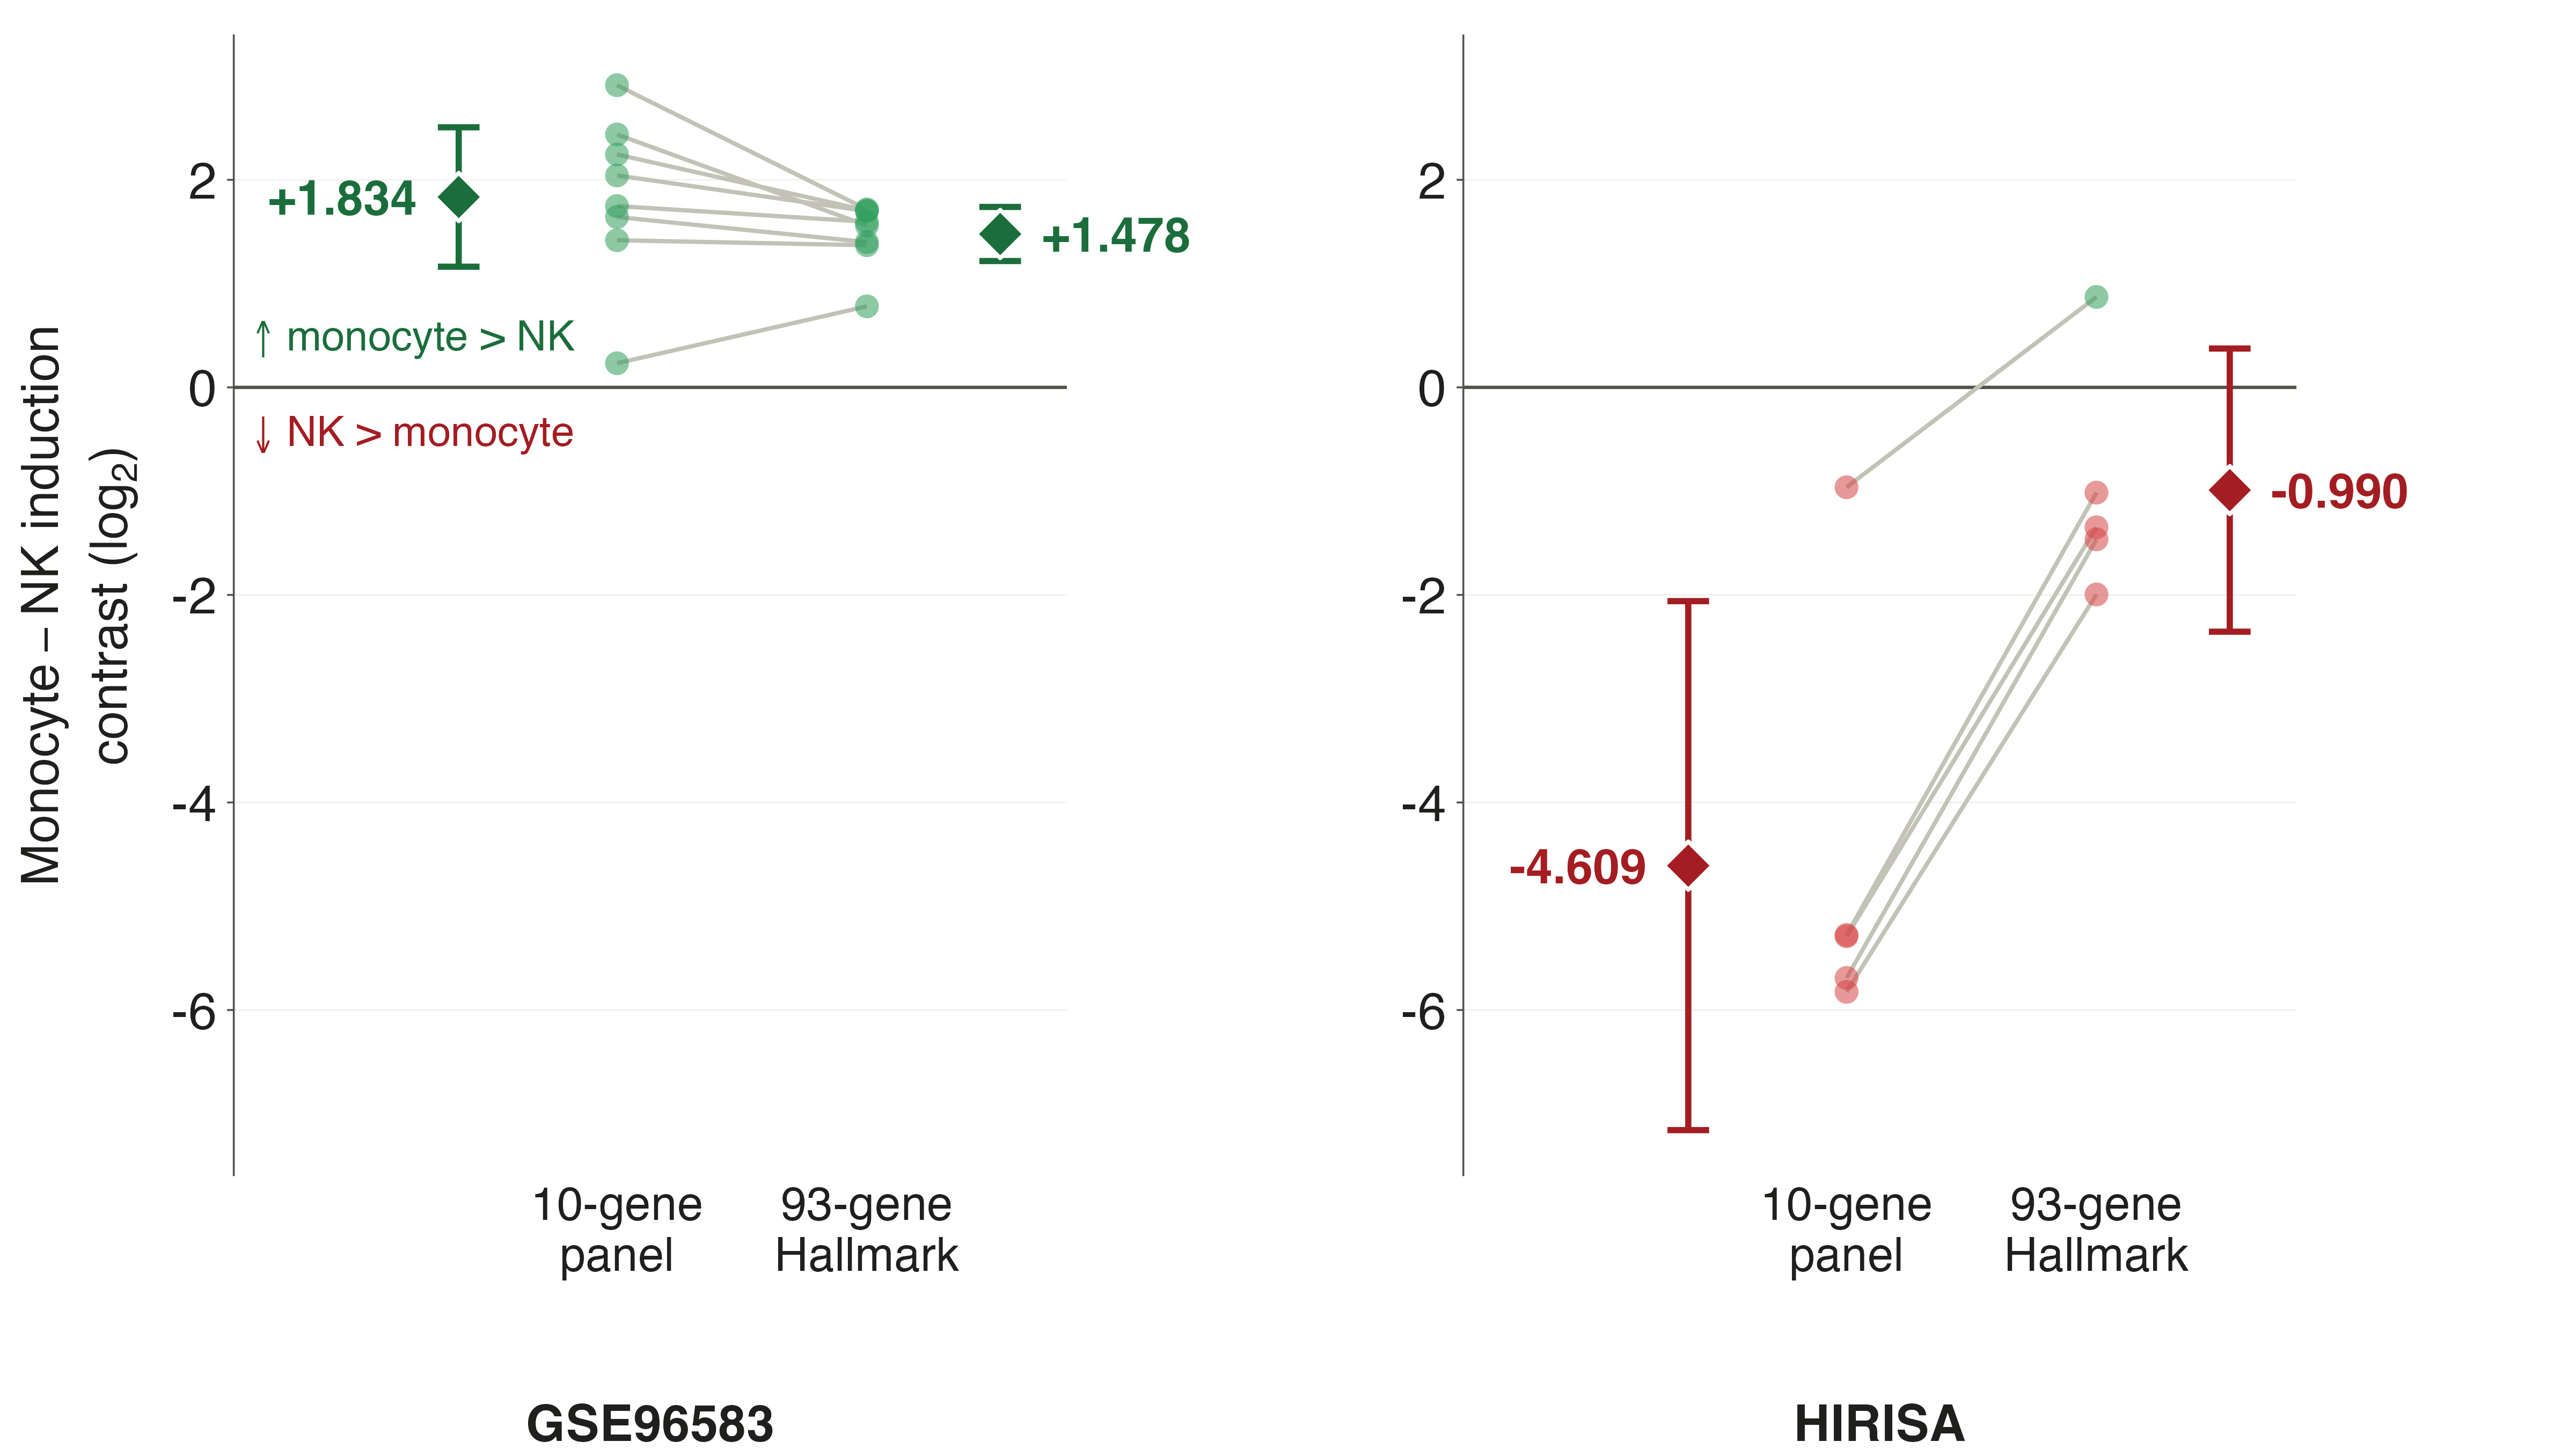 Monocyte – NK induction
contrast (log₂)
2
0
-2
-4
-6
+1.834
+1.478
↑ monocyte > NK
↓ NK > monocyte
10-gene
panel
93-gene
Hallmark
GSE96583
2
0
-2
-4
-6
-4.609
-0.990
10-gene
panel
93-gene
Hallmark
HIRISA